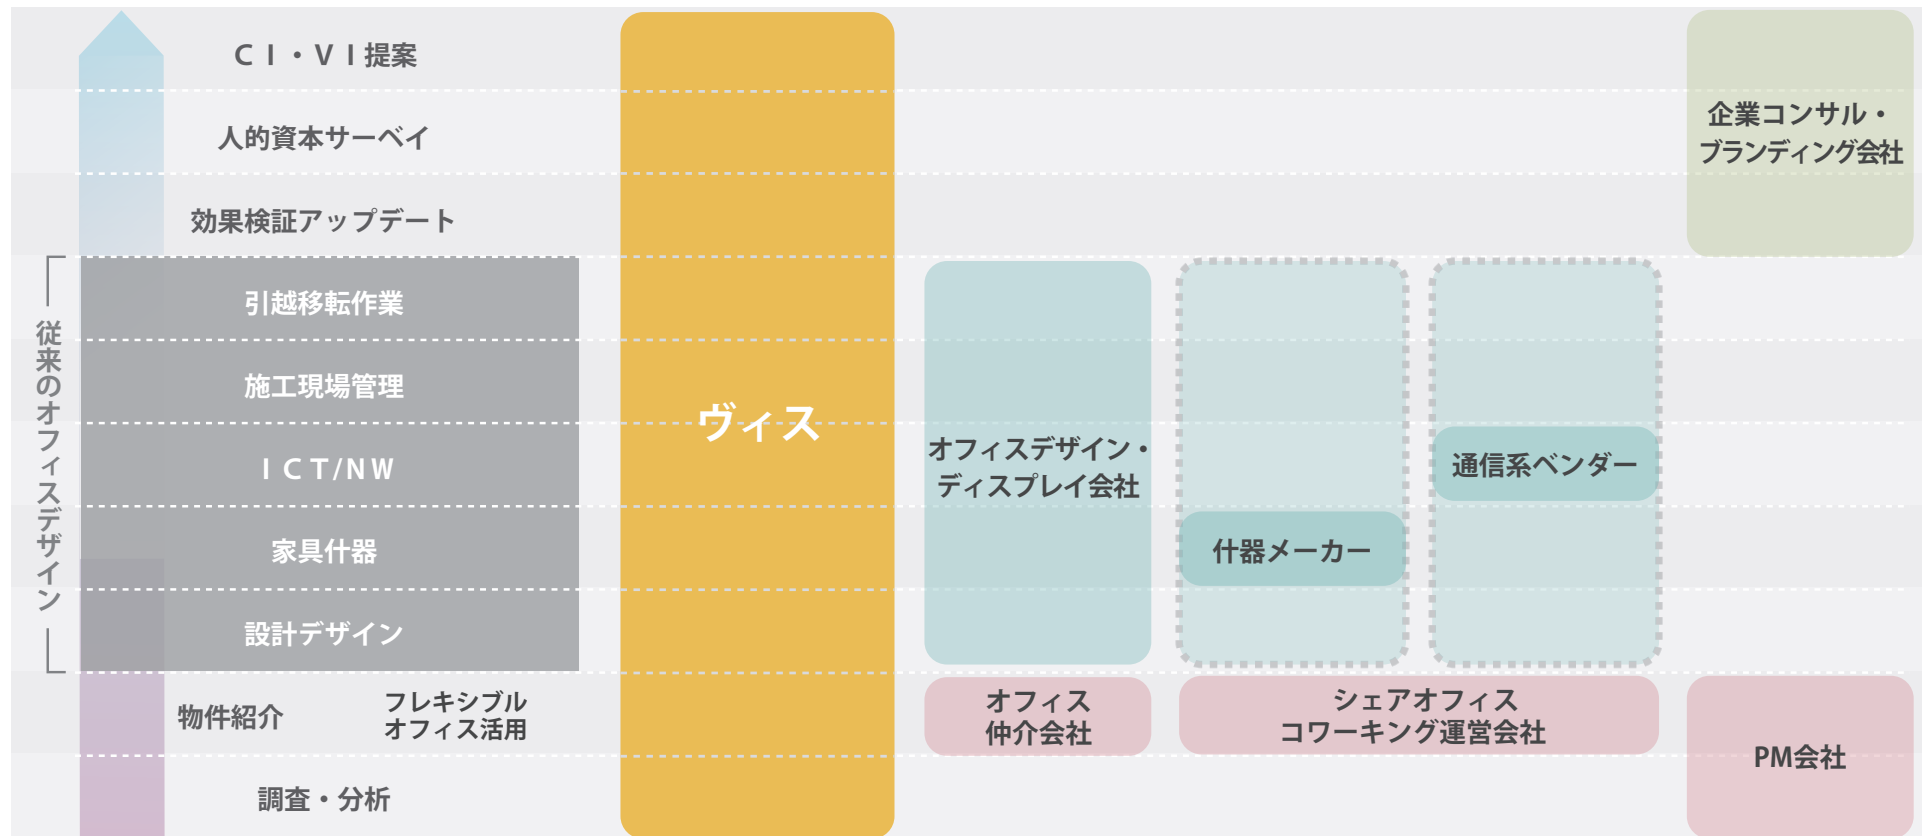 ＣＩ・ＶＩ提案
人的資本サーベイ
効果検証アップデート
従来のオフィスデザイン
引越移転作業
施工現場管理
ＩＣＴ/ＮＷ
家具什器
設計デザイン
物件紹介
フレキシブル
オフィス活用
調査・分析
ヴィス
オフィスデザイン・
ディスプレイ会社
什器メーカー
通信系ベンダー
企業コンサル・
ブランディング会社
オフィス
仲介会社
シェアオフィス
コワーキング運営会社
PM会社